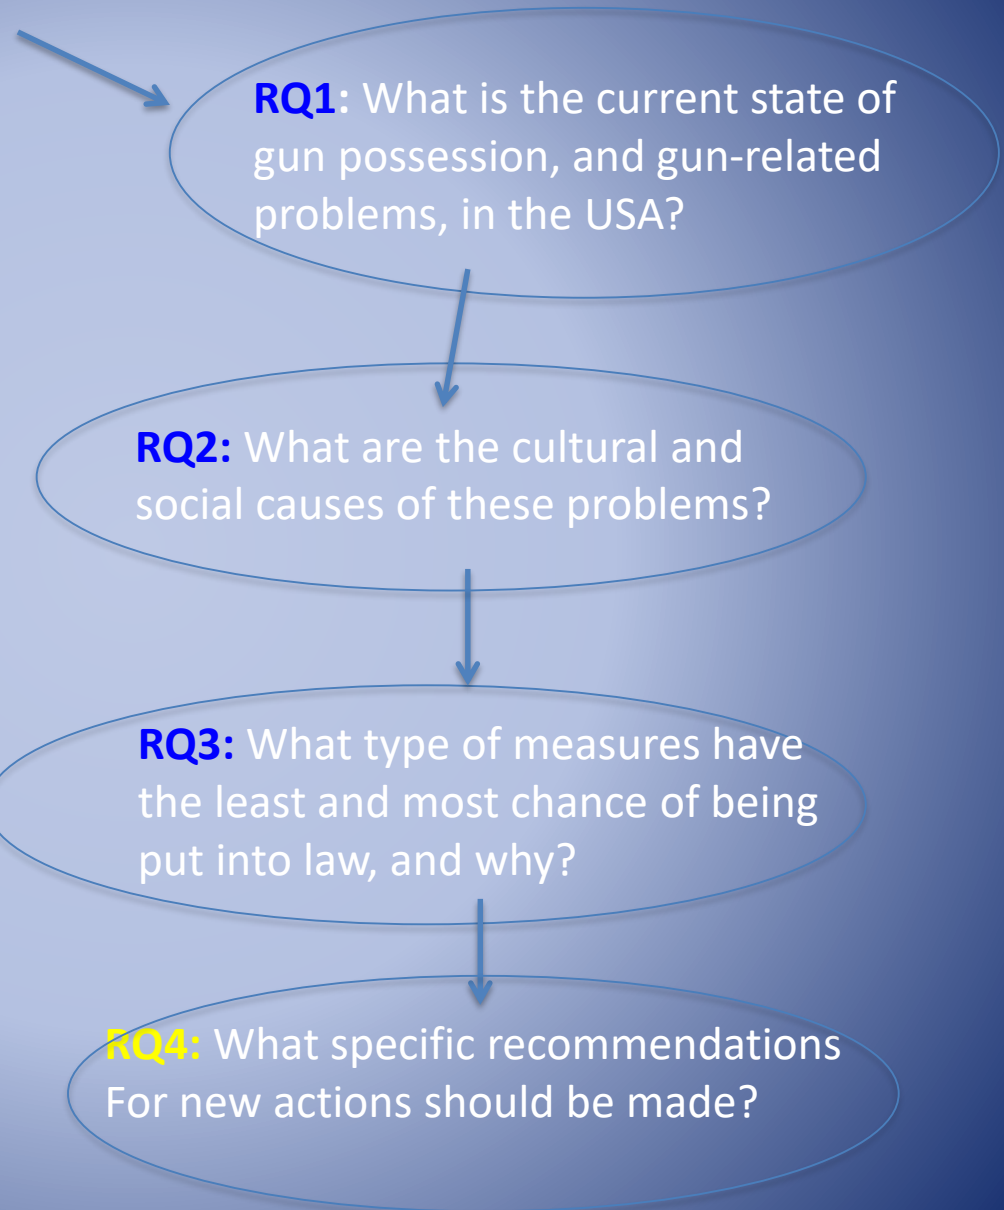 RQ1: What is the current state of
gun possession, and gun-related
problems, in the USA?
RQ2: What are the cultural and
social causes of these problems?
RQ3: What type of measures have
the least and most chance of being
put into law, and why?
RQ4: What specific recommendations
For new actions should be made?